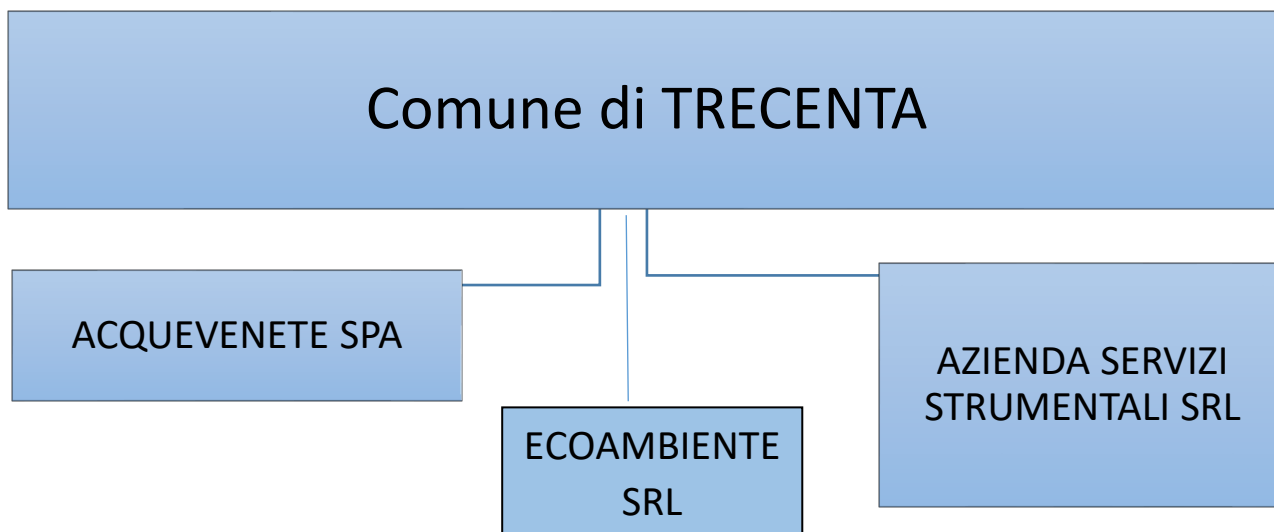 Comune di TRECENTA
ACQUEVENETE SPA
AZIENDA SERVIZI
STRUMENTALI SRL
ECOAMBIENTE
SRL